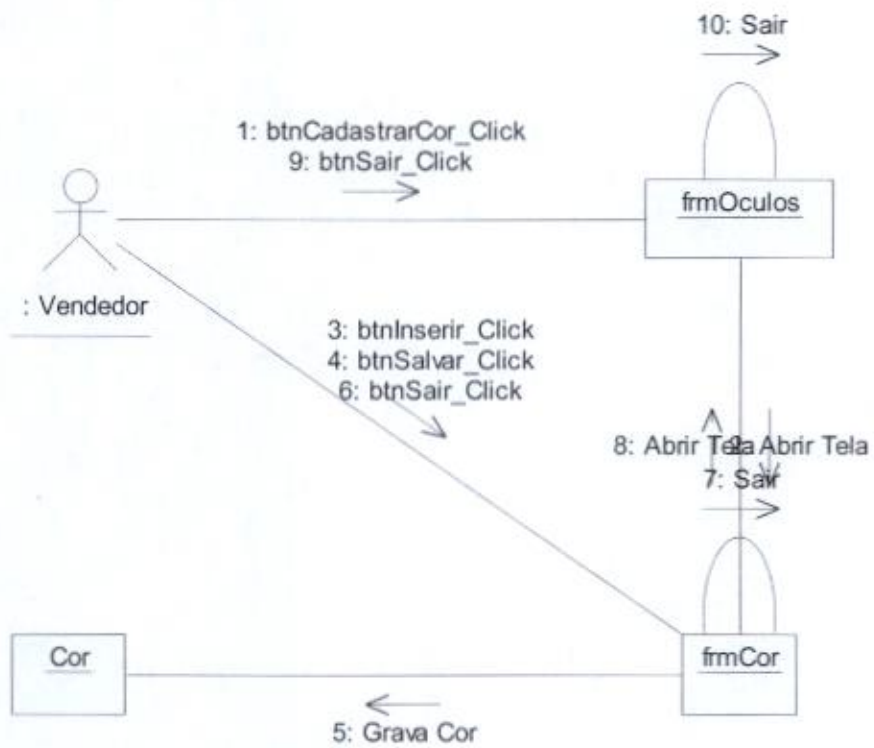 10: Sair
1: btnCadastrarCor_Click
9: btnSair_Click
frmOculos
: Vendedor
3: btnInserir_Click
4: btnSalvar_Click
6: btnSair_Click
8: Abrir Tela
2: Abrir Tela
7: Sair
Cor
frmCor
5: Grava Cor